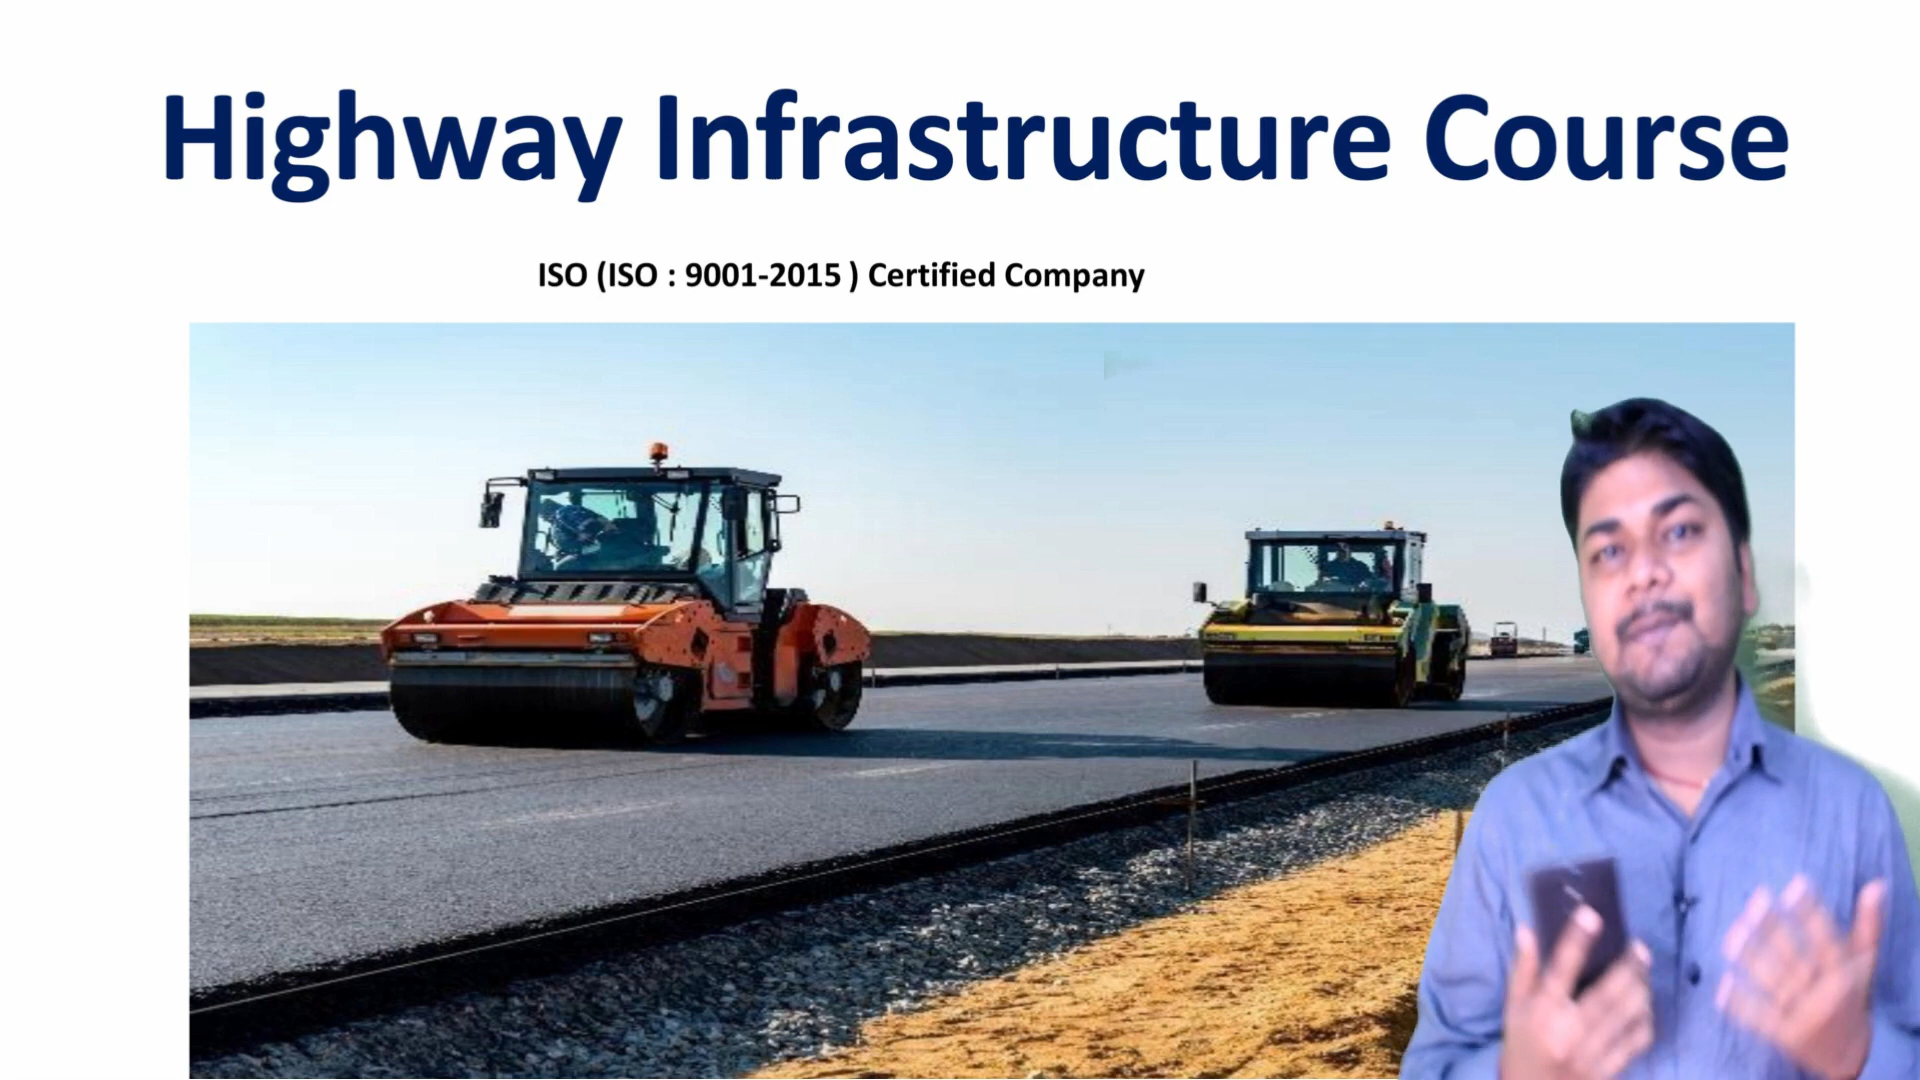 Highway Infrastructure Course
ISO (ISO : 9001-2015 ) Certified Company